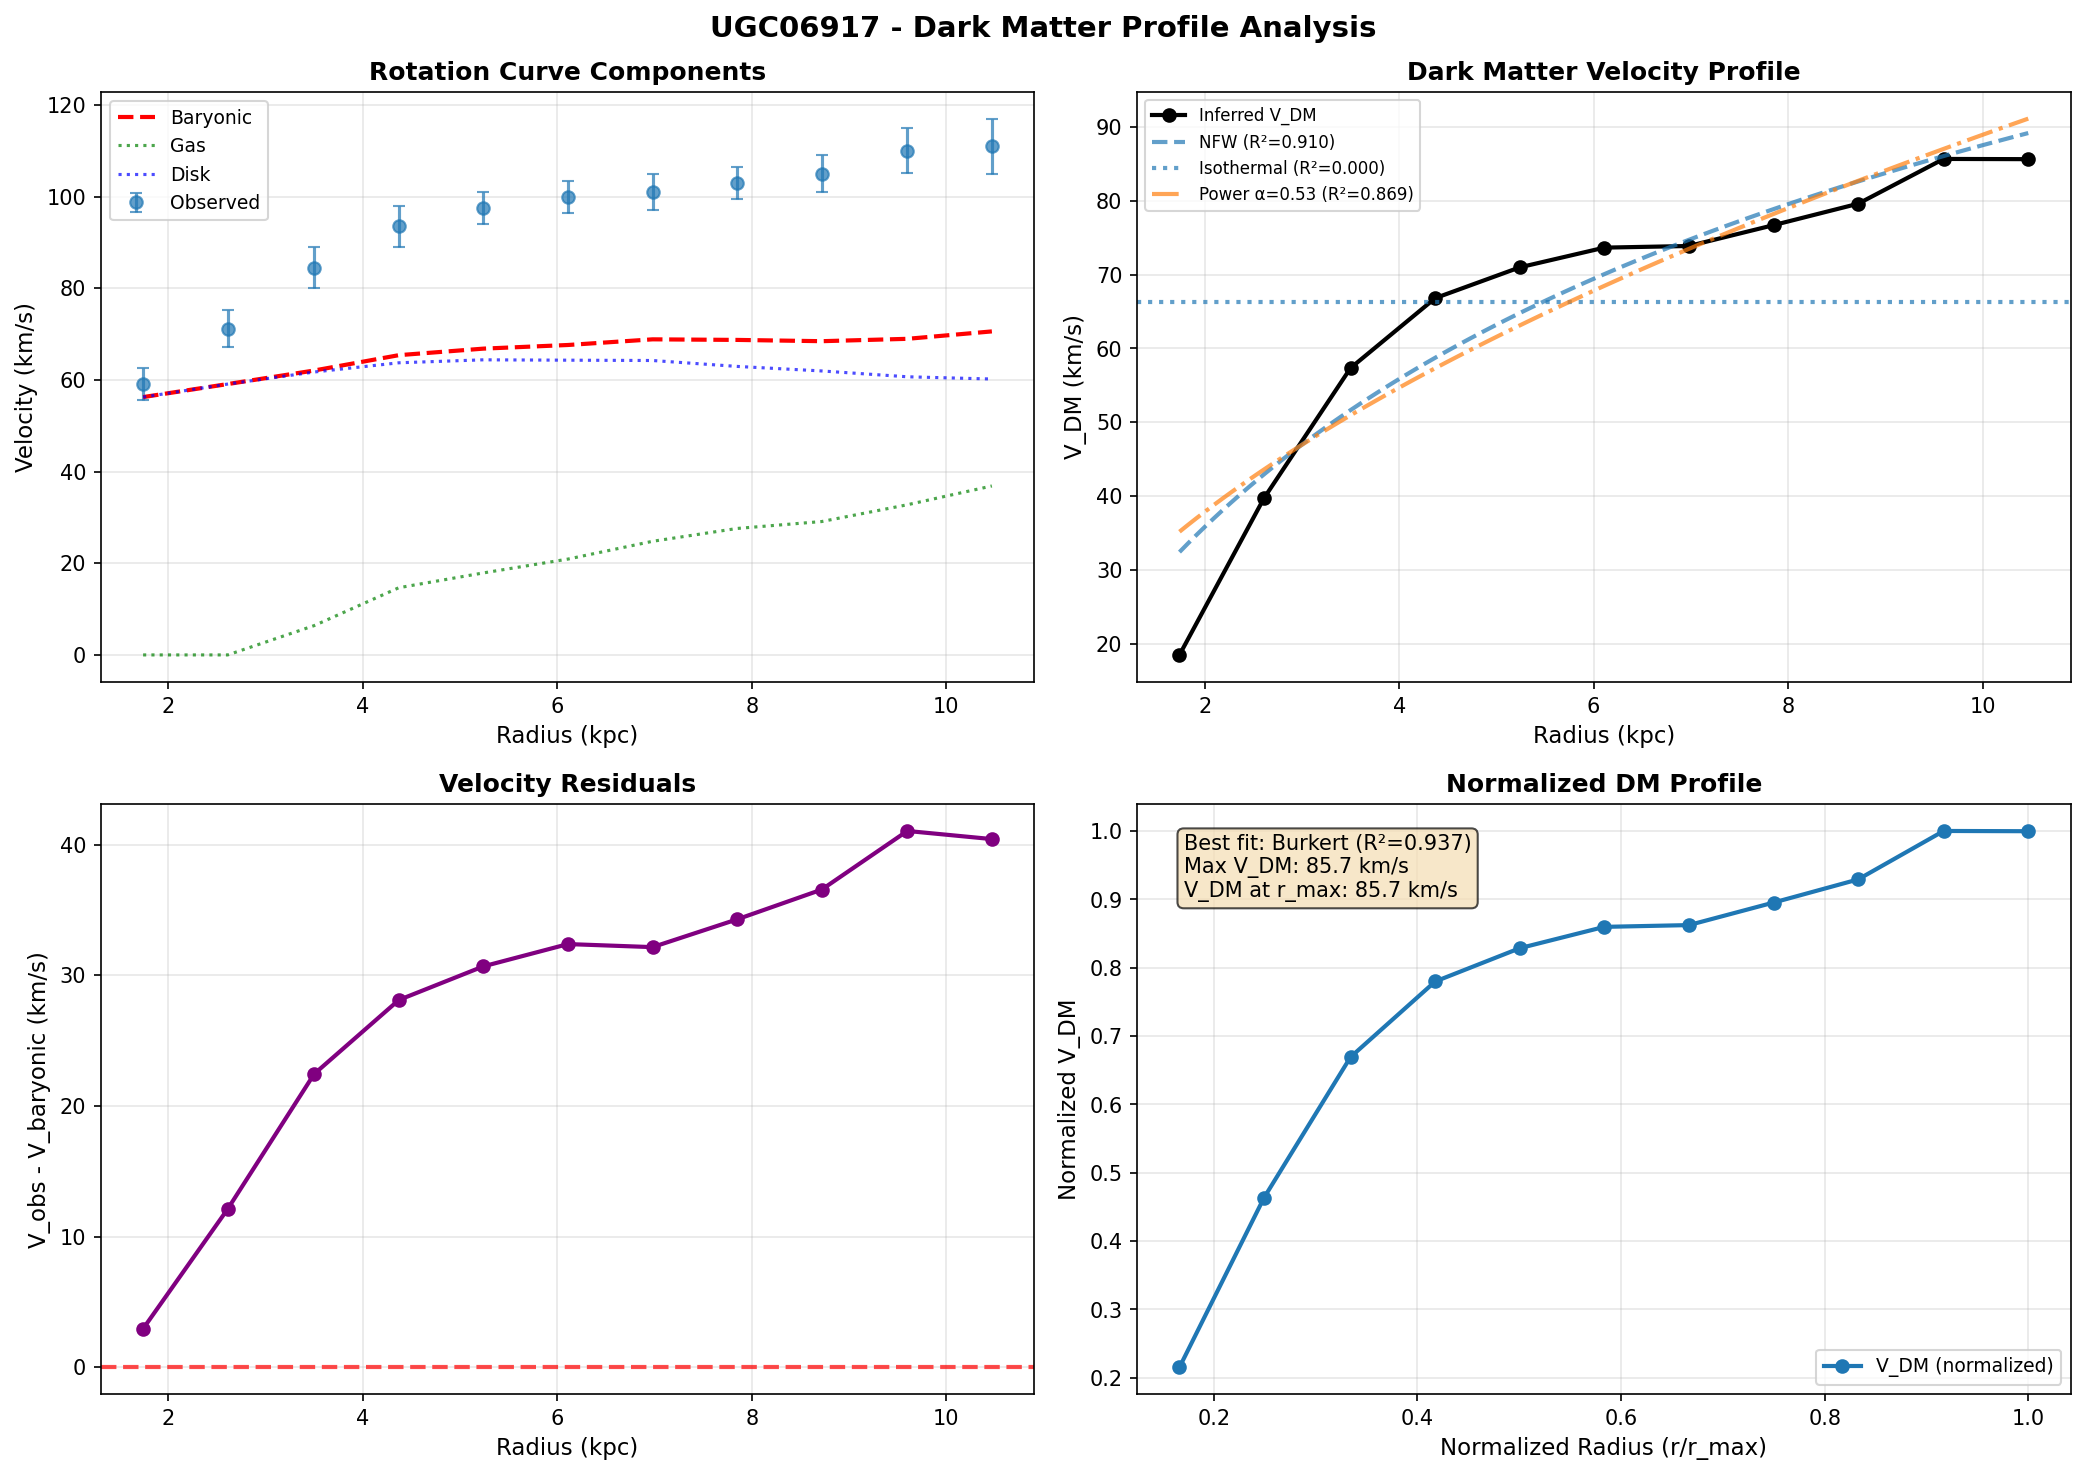 UGC06917 - Dark Matter Profile Analysis
Rotation Curve Components
120
100
80
60
40
20
0
Velocity (km/s)
Baryonic
Gas
Disk
Observed
2
4
6
8
10
Radius (kpc)
Dark Matter Velocity Profile
90
80
70
60
50
40
30
20
V_DM (km/s)
Inferred V_DM
NFW (R²=0.910)
Isothermal (R²=0.000)
Power α=0.53 (R²=0.869)
2
4
6
8
10
Radius (kpc)
Velocity Residuals
40
30
20
10
0
V_obs - V_baryonic (km/s)
2
4
6
8
10
Radius (kpc)
Normalized DM Profile
1.0
0.9
0.8
0.7
0.6
0.5
0.4
0.3
0.2
Normalized V_DM
Best fit: Burkert (R²=0.937)
Max V_DM: 85.7 km/s
V_DM at r_max: 85.7 km/s
V_DM (normalized)
0.2
0.4
0.6
0.8
1.0
Normalized Radius (r/r_max)